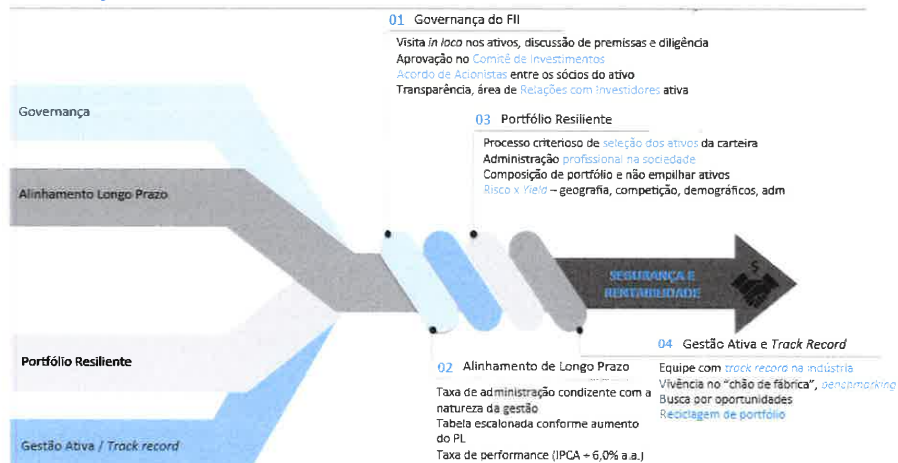 01 Governança do FII
Visita in loco nos ativos, discussão de premissas e diligência
Aprovação no Comitê de Investimentos
Acordo de Acionistas entre os sócios do ativo
Transparência, área de Relações com Investidores ativa
Governança
03 Portfólio Resiliente
Processo criterioso de seleção dos ativos da carteira
Administração profissional na sociedade
Composição de portfólio e não empilhar ativos
Risco x Yield – geografia, competição, demográficos, adm
Alinhamento Longo Prazo
SEGURANÇA E
RENTABILIDADE
$
Portfólio Resiliente
02 Alinhamento de Longo Prazo
Taxa de administração condizente com a
natureza da gestão
Tabela escalonada conforme aumento
do PL
Taxa de performance (IPCA + 6,0% a.a.)
04 Gestão Ativa e Track Record
Equipe com track record na indústria
Vivência no "chão de fábrica", benchmarking
Busca por oportunidades
Reciclagem de portfólio
Gestão Ativa / Track record